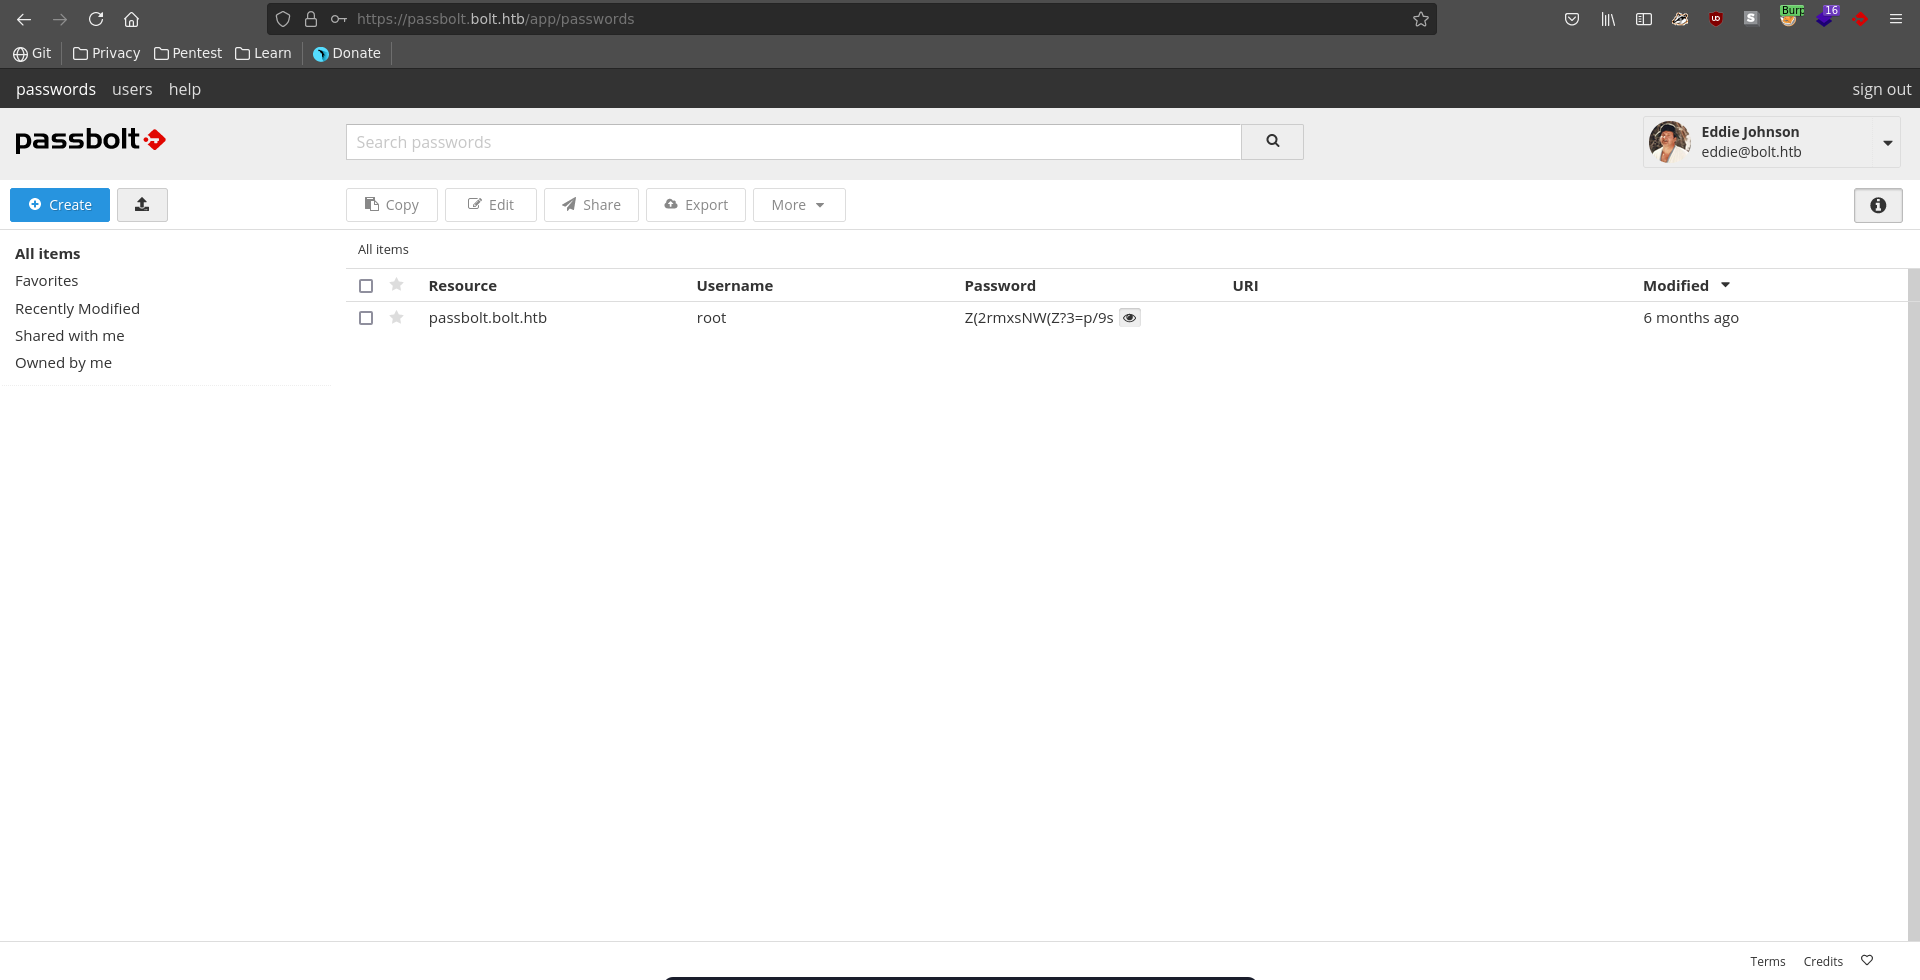 https://passbolt.bolt.htb/app/passwords
Burp
16
Git
Privacy
Pentest
Learn
Donate
passwords users help sign out
passbolt
Search passwords
Eddie Johnson
eddie@bolt.htb
Create
Copy
Edit
Share
Export
More
All items
Favorites
Recently Modified
Shared with me
Owned by me
All items
Resource Username Password URI Modified
passbolt.bolt.htb root Z(2rmxsNW(Z?3=p/9s 6 months ago
Terms Credits